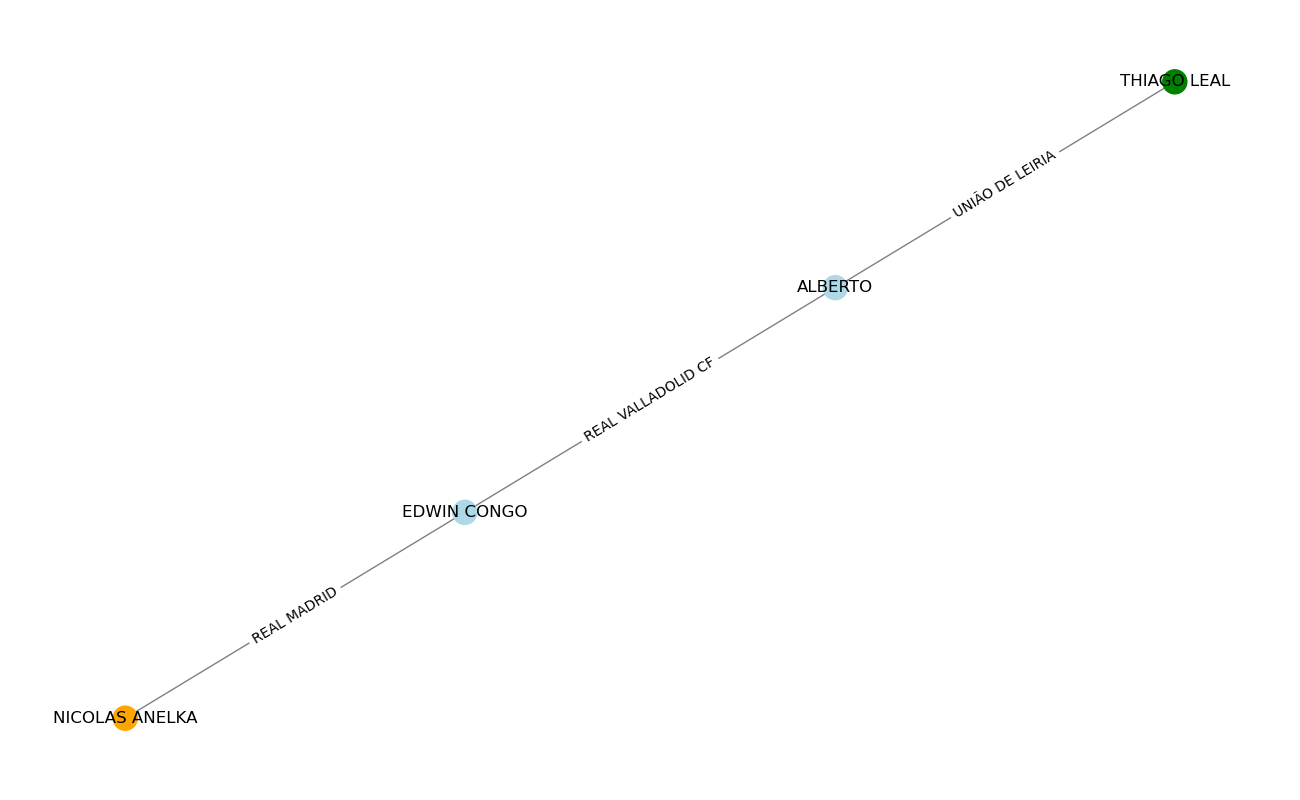 THIAGO LEAL
UNIÃO DE LEIRIA
ALBERTO
REAL VALLADOLID CF
EDWIN CONGO
REAL MADRID
NICOLAS ANELKA